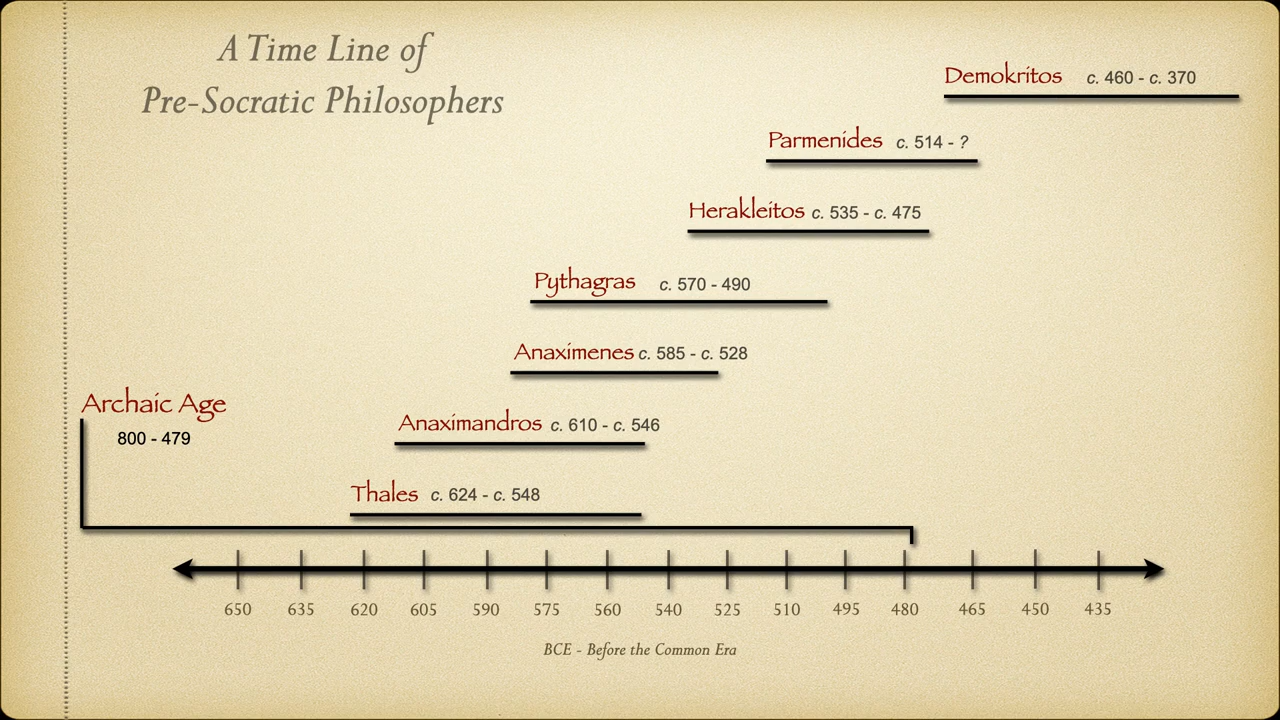 A Time Line of
Pre-Socratic Philosophers
Demokritos c. 460 - c. 370
Parmenides c. 514 - ?
Herakleitos c. 535 - c. 475
Pythagras c. 570 - 490
Anaximenes c. 585 - c. 528
Archaic Age
800 - 479
Anaximandros c. 610 - c. 546
Thales c. 624 - c. 548
650 635 620 605 590 575 560 540 525 510 495 480 465 450 435
BCE - Before the Common Era